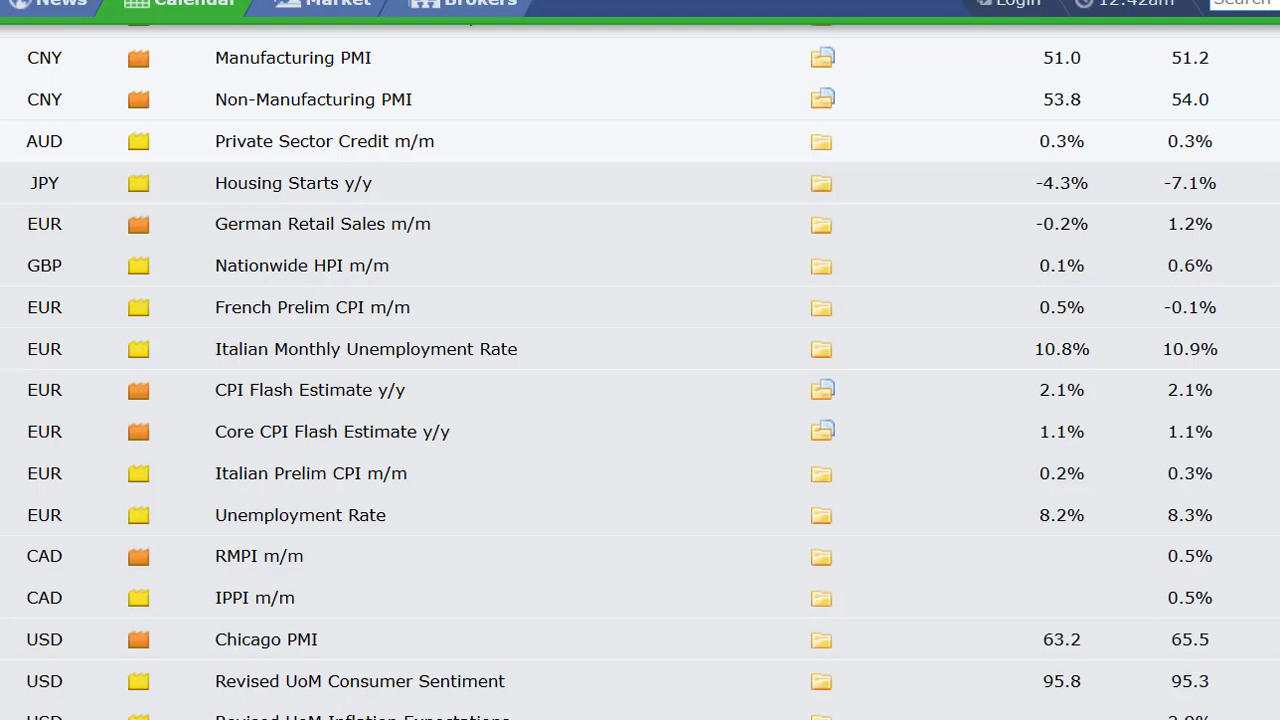 News Calendar Market Brokers Login 12:42am Search
CNY Manufacturing PMI 51.0 51.2
CNY Non-Manufacturing PMI 53.8 54.0
AUD Private Sector Credit m/m 0.3% 0.3%
JPY Housing Starts y/y -4.3% -7.1%
EUR German Retail Sales m/m -0.2% 1.2%
GBP Nationwide HPI m/m 0.1% 0.6%
EUR French Prelim CPI m/m 0.5% -0.1%
EUR Italian Monthly Unemployment Rate 10.8% 10.9%
EUR CPI Flash Estimate y/y 2.1% 2.1%
EUR Core CPI Flash Estimate y/y 1.1% 1.1%
EUR Italian Prelim CPI m/m 0.2% 0.3%
EUR Unemployment Rate 8.2% 8.3%
CAD RMPI m/m 0.5%
CAD IPPI m/m 0.5%
USD Chicago PMI 63.2 65.5
USD Revised UoM Consumer Sentiment 95.8 95.3
USD Revised UoM Inflation Expectations